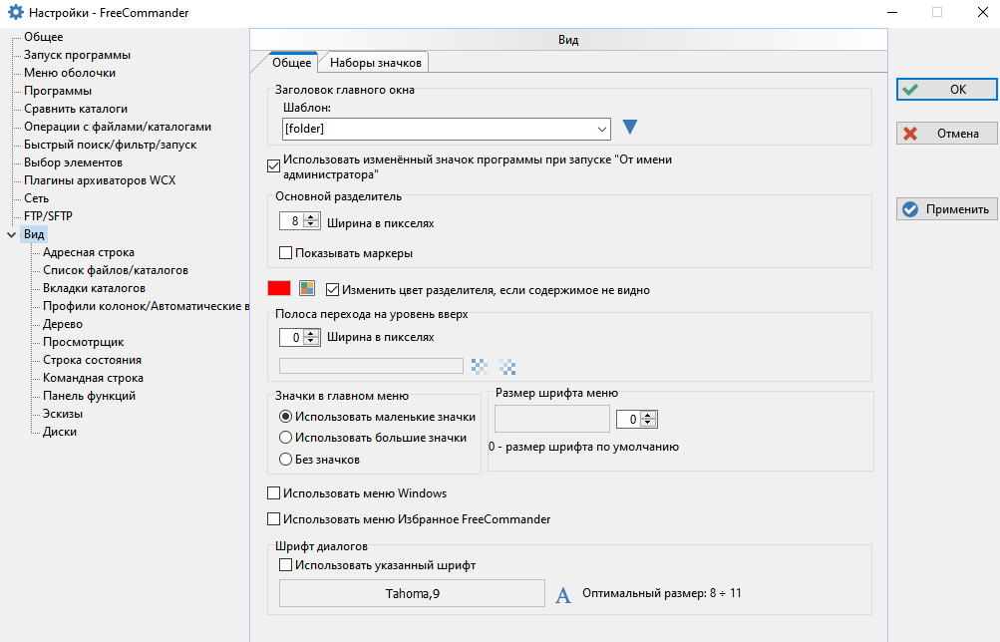 Настройки - FreeCommander
Общее
Запуск программы
Меню оболочки
Программы
Сравнить каталоги
Операции с файлами/каталогами
Быстрый поиск/фильтр/запуск
Выбор элементов
Плагины архиваторов WCX
Сеть
FTP/SFTP
Вид
Адресная строка
Список файлов/каталогов
Вкладки каталогов
Профили колонок/Автоматические в
Дерево
Просмотрщик
Строка состояния
Командная строка
Панель функций
Эскизы
Диски
Вид
Общее
Наборы значков
Заголовок главного окна
Шаблон:
[folder]
Использовать изменённый значок программы при запуске "От имени
администратора"
Основной разделитель
8
Ширина в пикселях
Показывать маркеры
Изменить цвет разделителя, если содержимое не видно
Полоса перехода на уровень вверх
0
Ширина в пикселях
Значки в главном меню
Использовать маленькие значки
Использовать большие значки
Без значков
Размер шрифта меню
0
0 - размер шрифта по умолчанию
Использовать меню Windows
Использовать меню Избранное FreeCommander
Шрифт диалогов
Использовать указанный шрифт
Tahoma,9
A
Оптимальный размер: 8 ÷ 11
OK
Отмена
Применить